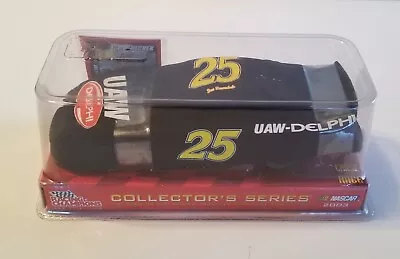 25
UAW
DELPHI
25
UAW-DELPHI
RACING
CHAMPIONS
COLLECTOR'S SERIES
NASCAR
2003